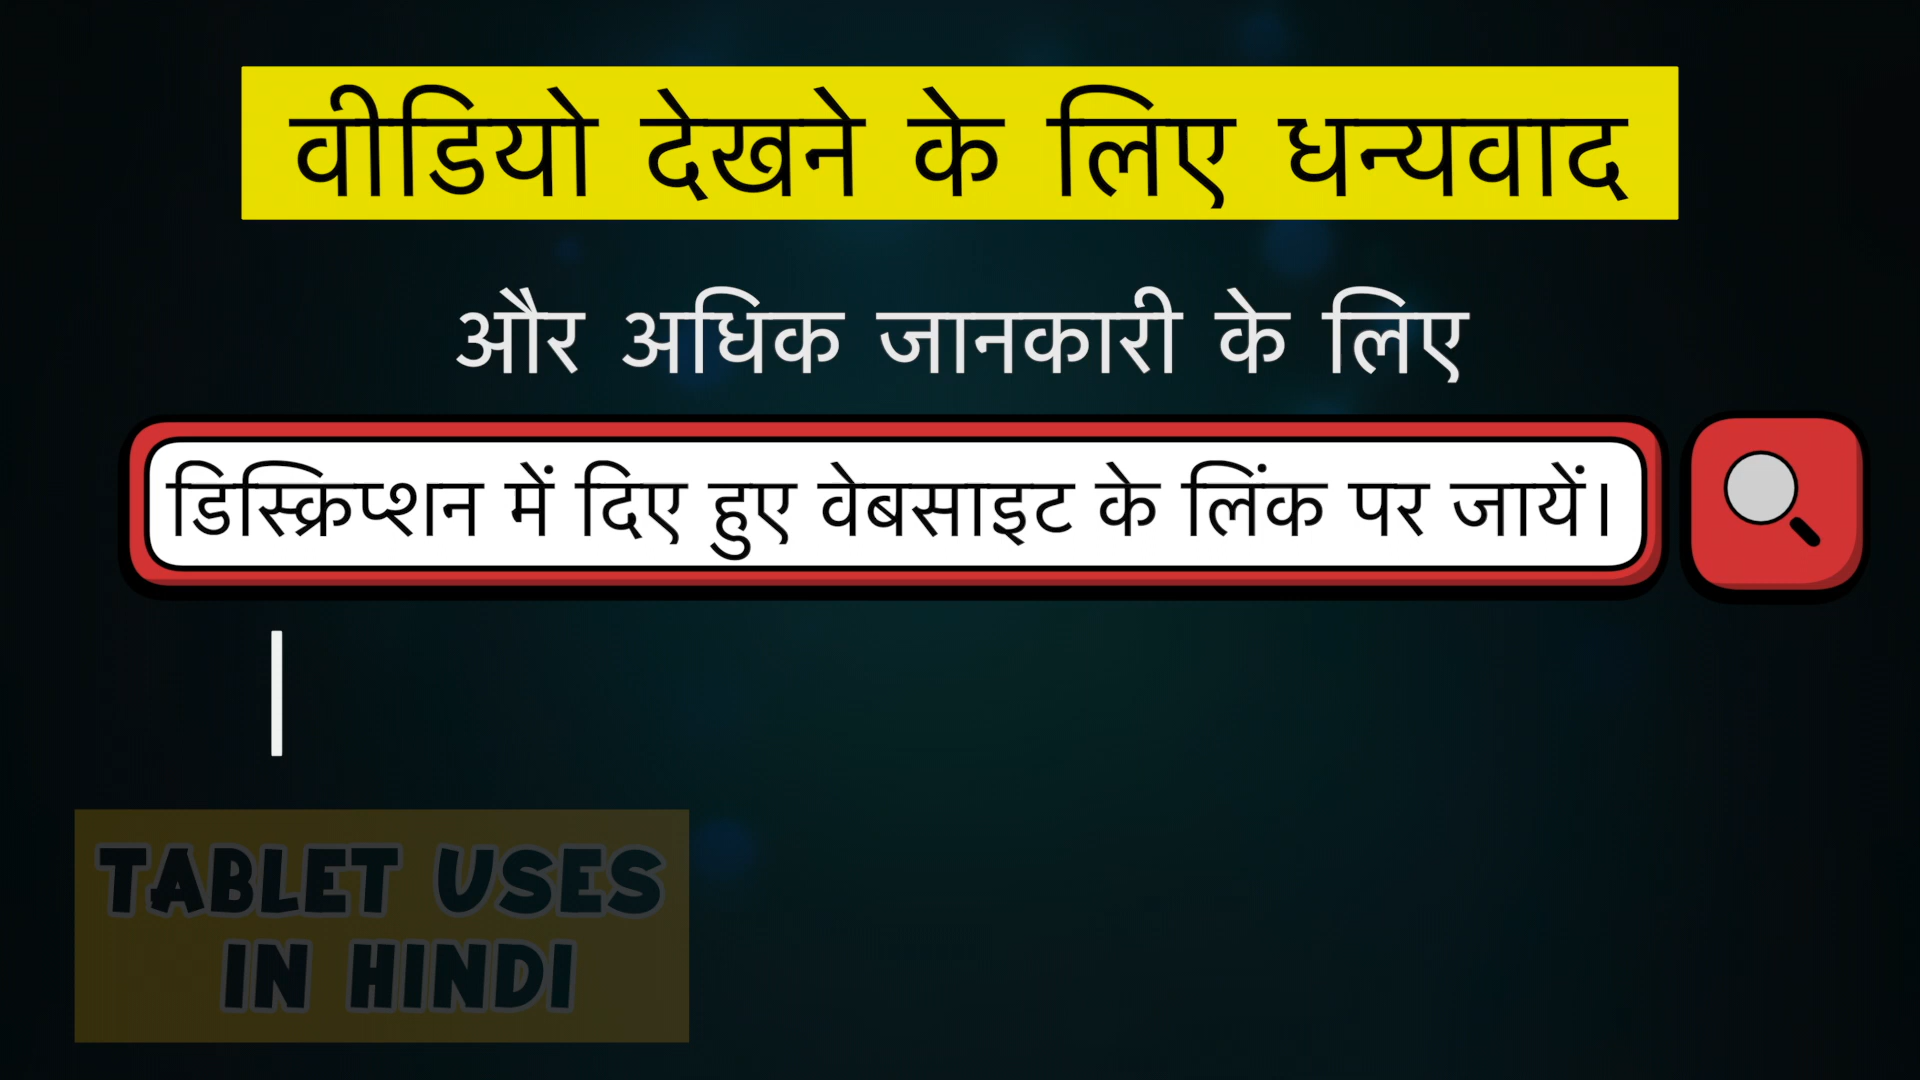 वीडियो देखने के लिए धन्यवाद
और अधिक जानकारी के लिए
डिस्क्रिप्शन में दिए हुए वेबसाइट के लिंक पर जायें।
TABLET USES
IN HINDI